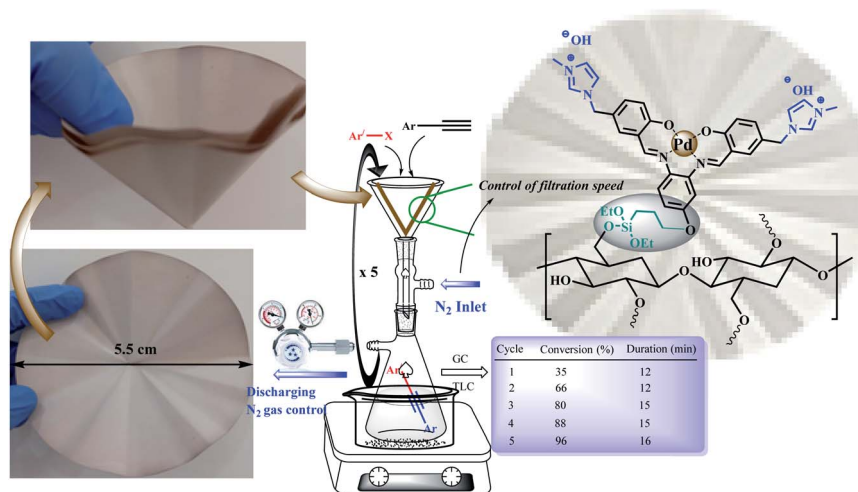 5.5 cm
Ar/—X
Ar
Control of filtration speed
x 5
N2 Inlet
Discharging
N2 gas control
GC
TLC
Ar
Ar
⊖OH
⊕
N
N
O
O
Pd
N
N
⊖OH
N
N
⊕
EtO
O—Si
OEt
O
O
HO
O
O
HO
O
O
O
O
Cycle Conversion (%) Duration (min)
1 35 12
2 66 12
3 80 15
4 88 15
5 96 16